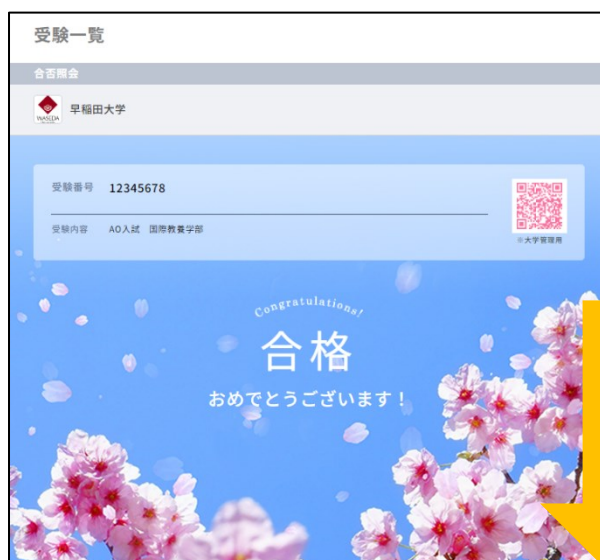 受験一覧
合否照会
WASEDA
早稲田大学
受験番号 12345678
受験内容 AO入試 国際教養学部
※大学管理用
Congratulations!
合格
おめでとうございます！